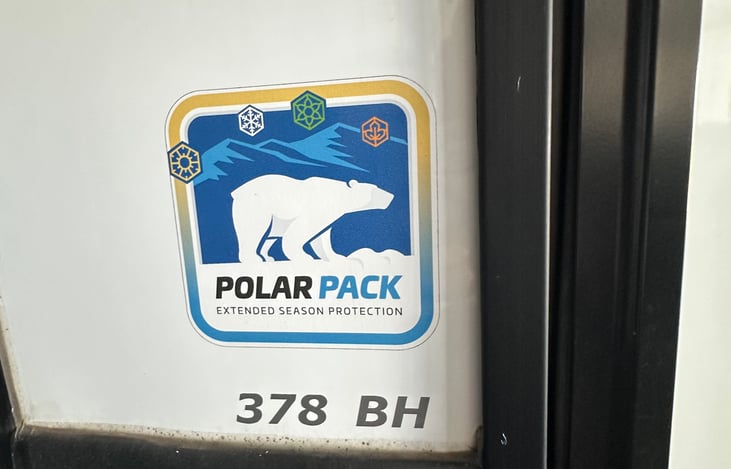 POLAR PACK
EXTENDED SEASON PROTECTION
378 BH